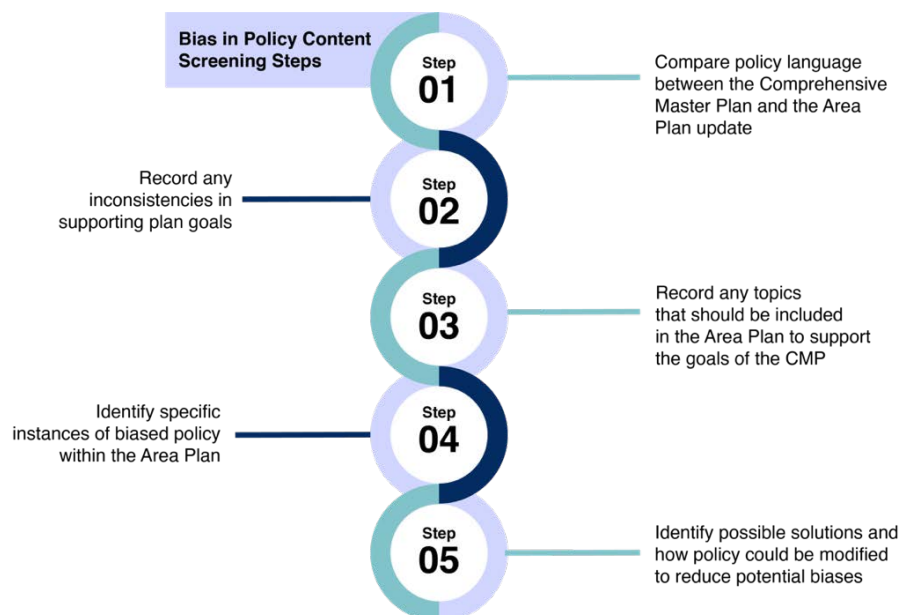 Bias in Policy Content
Screening Steps
Step
01
Compare policy language
between the Comprehensive
Master Plan and the Area
Plan update
Step
02
Record any
inconsistencies in
supporting plan goals
Step
03
Record any topics
that should be included
in the Area Plan to support
the goals of the CMP
Step
04
Identify specific
instances of biased policy
within the Area Plan
Step
05
Identify possible solutions and
how policy could be modified
to reduce potential biases